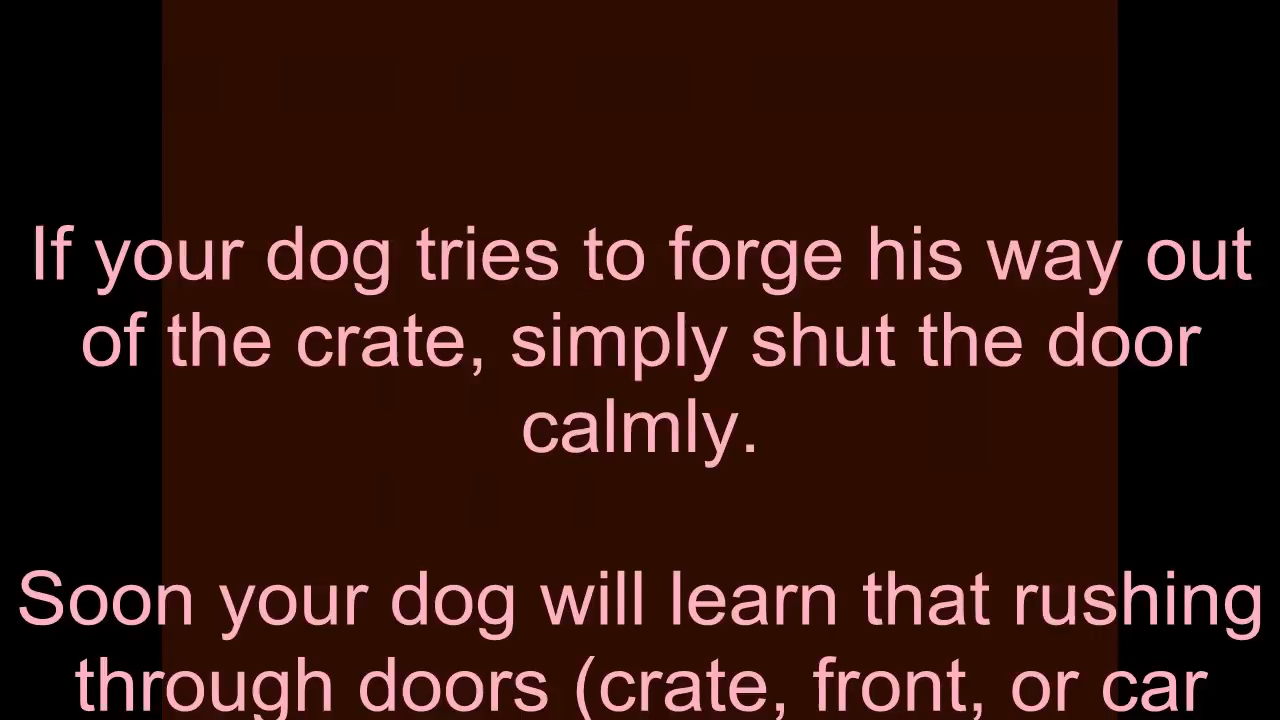 If your dog tries to forge his way out
of the crate, simply shut the door
calmly.
Soon your dog will learn that rushing
through doors (crate, front, or car